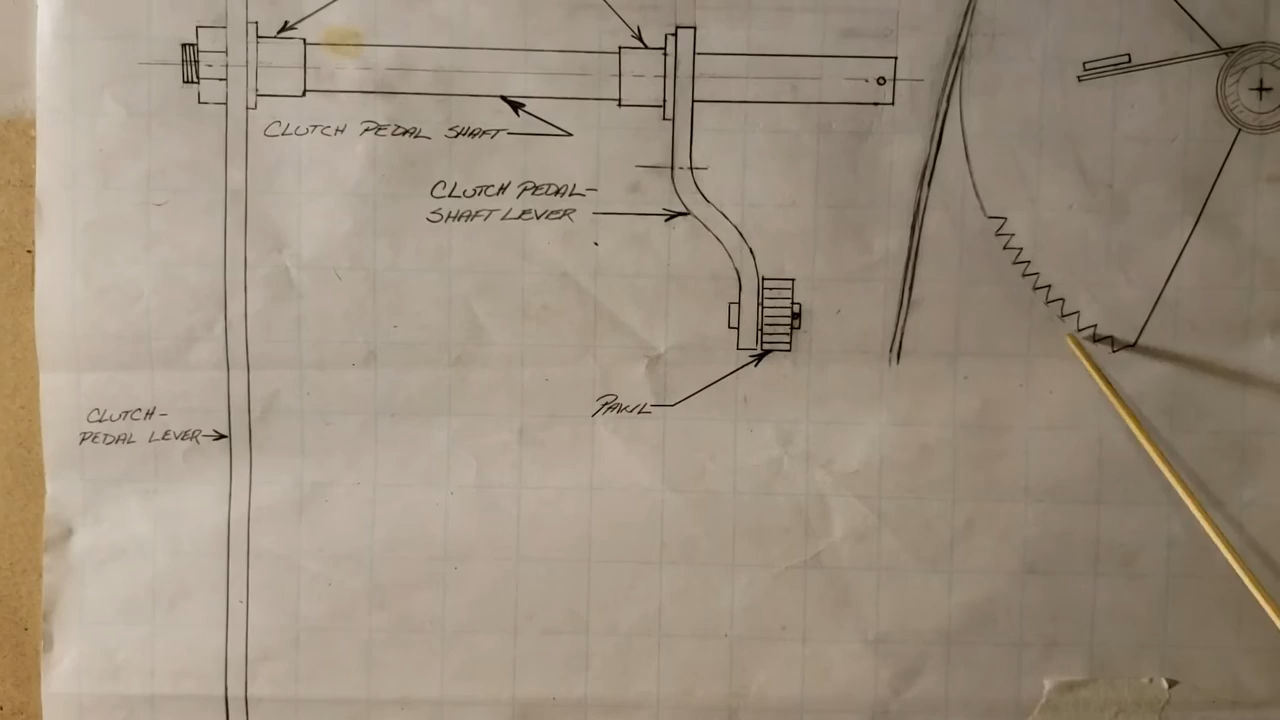 CLUTCH PEDAL SHAFT
CLUTCH PEDAL-
SHAFT LEVER
PAWL
CLUTCH-
PEDAL LEVER